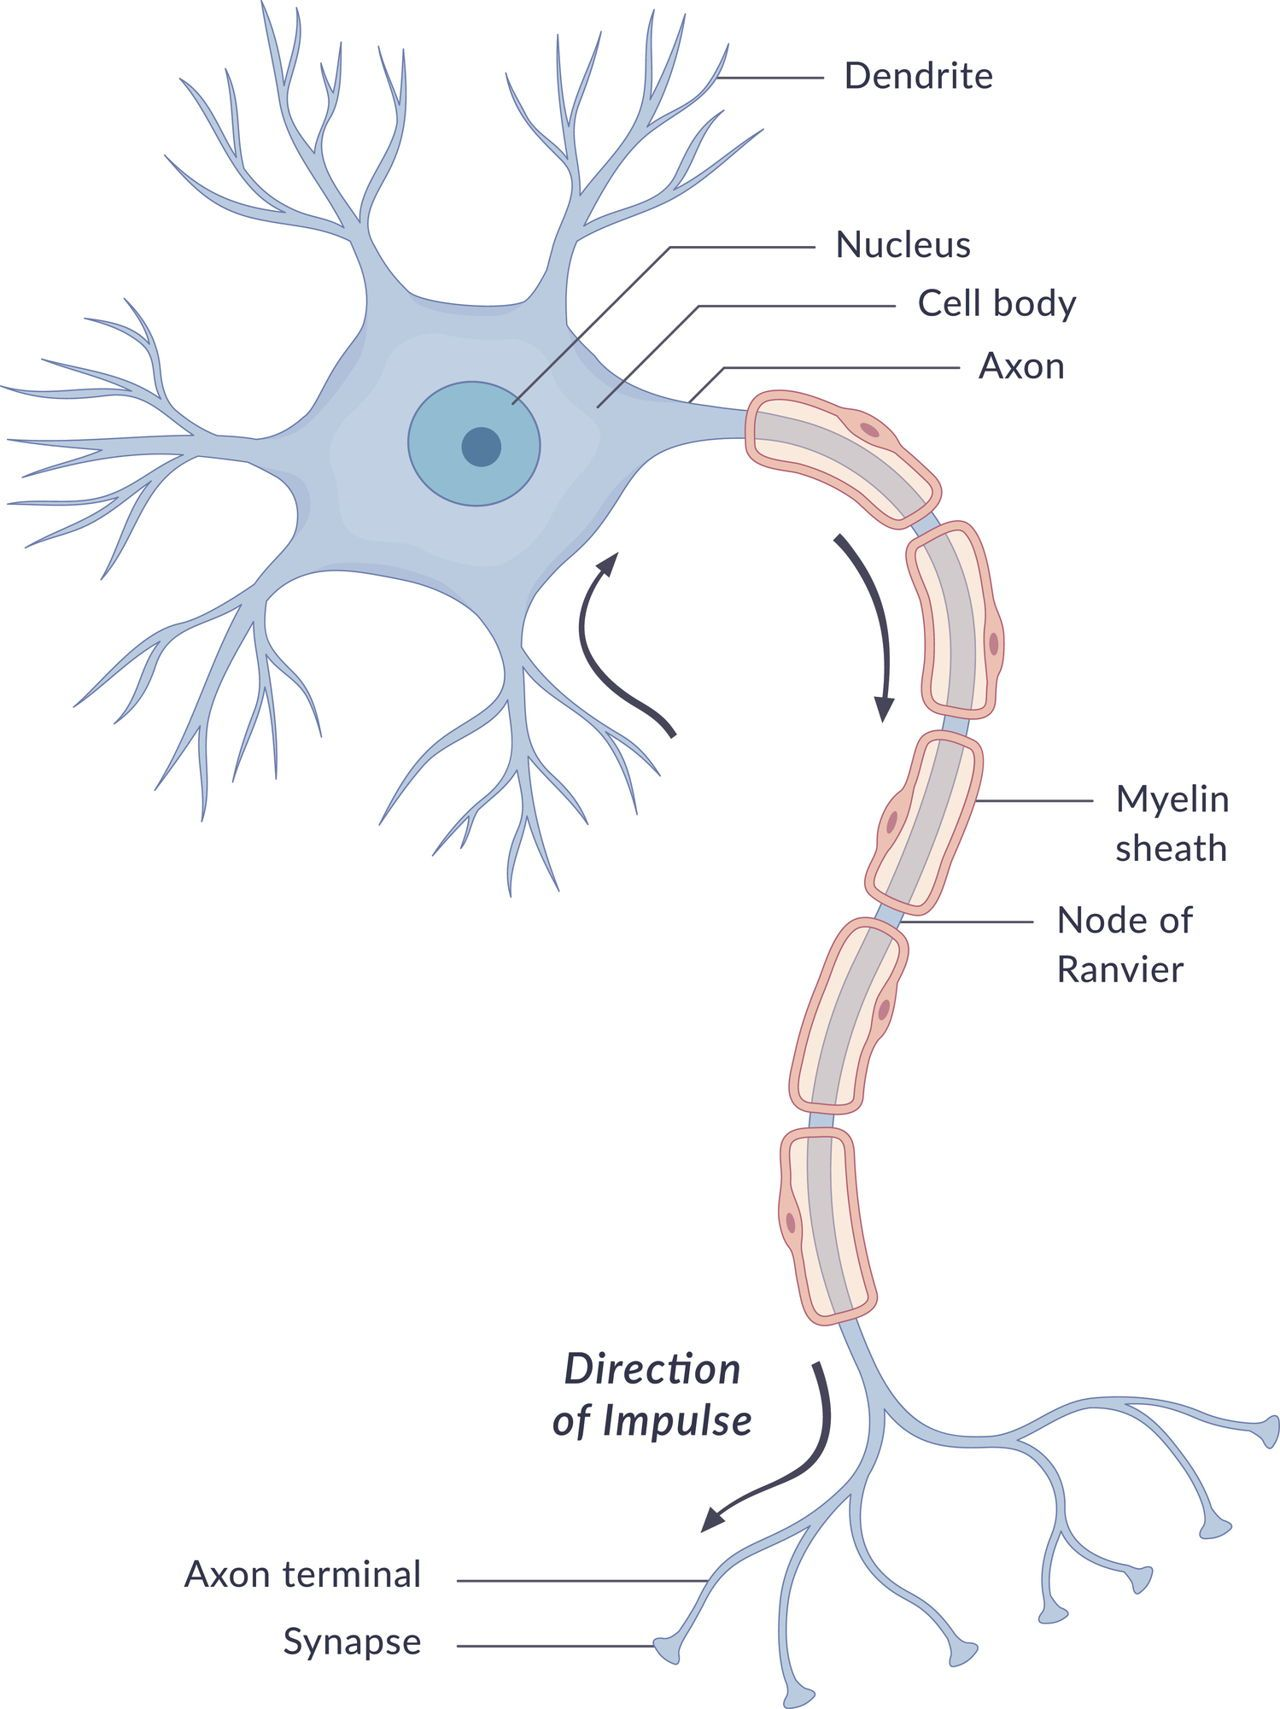 Dendrite
Nucleus
Cell body
Axon
Myelin
sheath
Node of
Ranvier
Direction
of Impulse
Axon terminal
Synapse